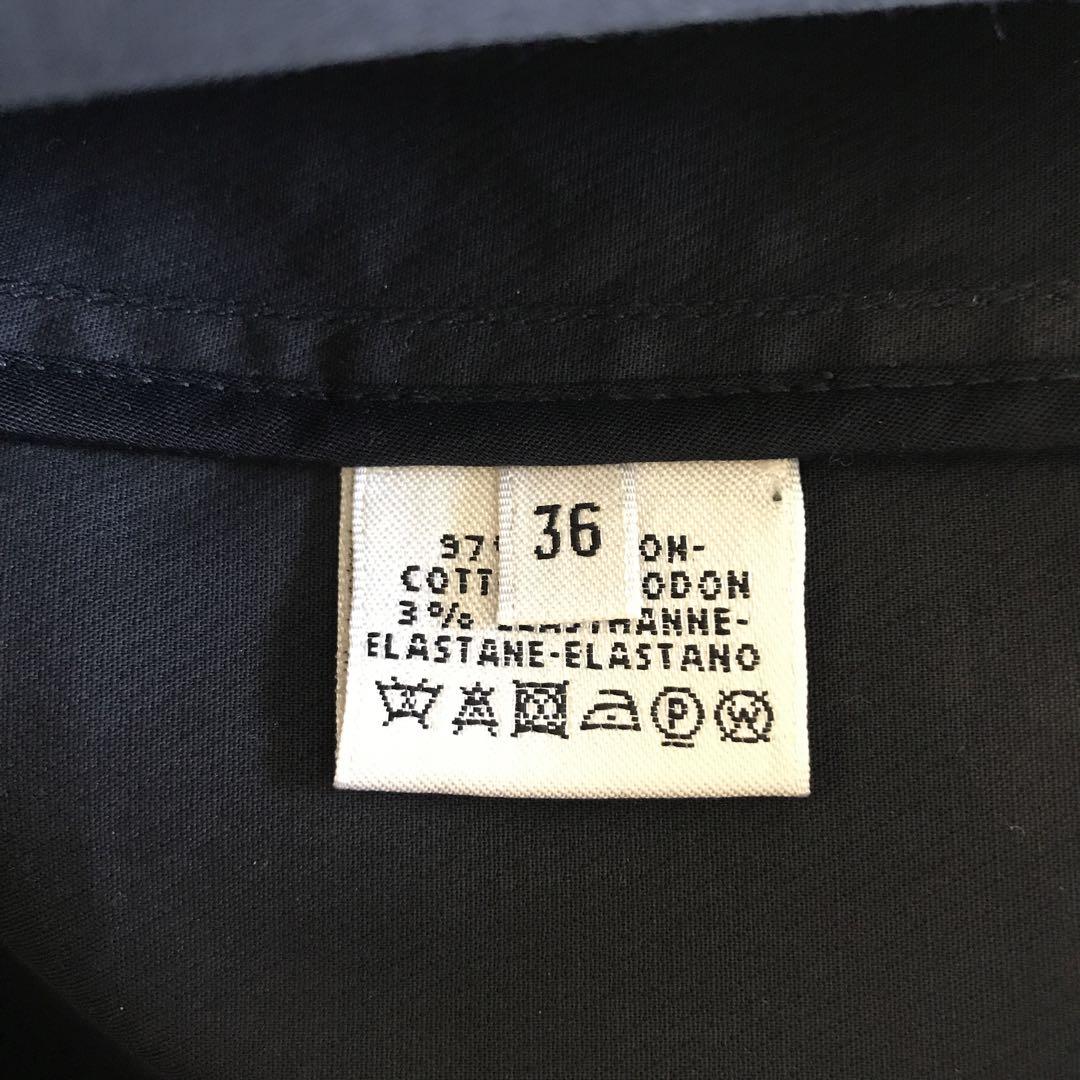 36
97 ON-
COTT ODON
3% ELASTHANNE-
ELASTANE-ELASTANO
P W